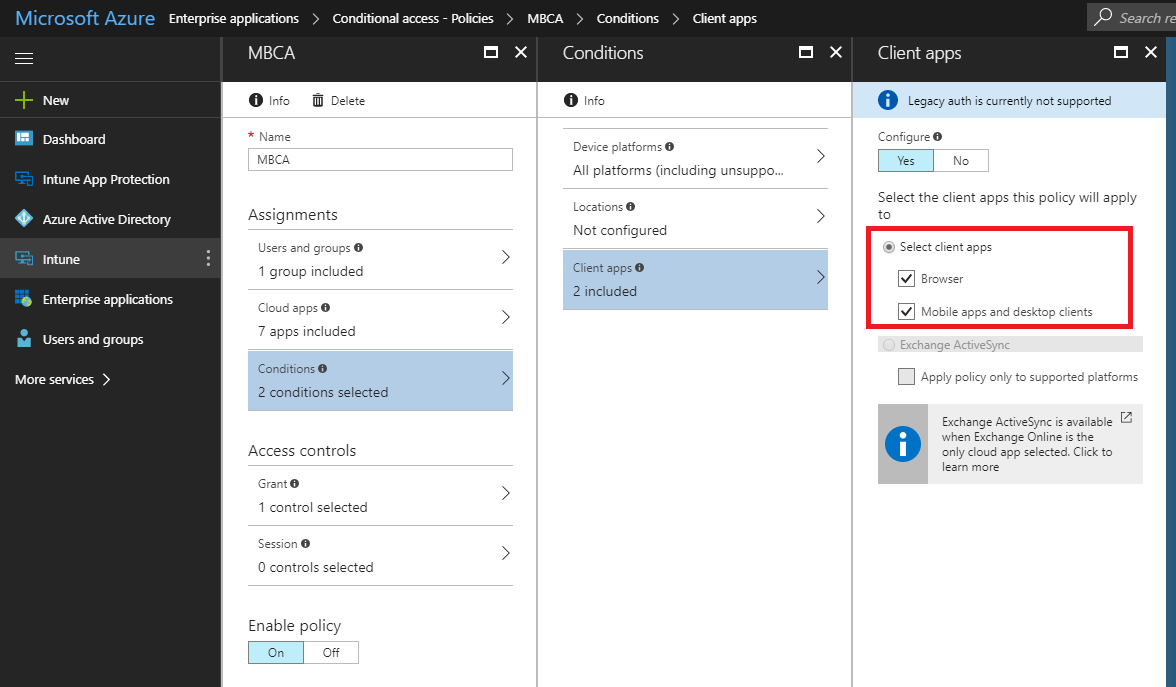 Microsoft Azure Enterprise applications > Conditional access - Policies > MBCA > Conditions > Client apps
Search re
New
Dashboard
Intune App Protection
Azure Active Directory
Intune
Enterprise applications
Users and groups
More services >
MBCA
Info Delete
* Name
MBCA
Assignments
Users and groups
1 group included
Cloud apps
7 apps included
Conditions
2 conditions selected
Access controls
Grant
1 control selected
Session
0 controls selected
Enable policy
On Off
Conditions
Info
Device platforms
All platforms (including unsuppo...
Locations
Not configured
Client apps
2 included
Client apps
Legacy auth is currently not supported
Configure
Yes No
Select the client apps this policy will apply
to
Select client apps
Browser
Mobile apps and desktop clients
Exchange ActiveSync
Apply policy only to supported platforms
Exchange ActiveSync is available
when Exchange Online is the
only cloud app selected. Click to
learn more